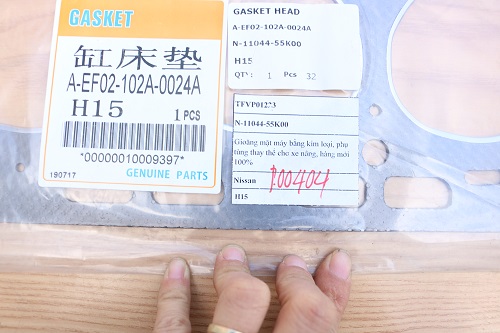 GASKET
缸床垫
A-EF02-102A-0024A
H15 1 PCS
*00000010009397*
190717 GENUINE PARTS
GASKET HEAD
A-EF02-102A-0024A
N-11044-55K00
H15
QTY: 1 Pcs 32
TFVP01223
N-11044-55K00
Gioăng mặt máy bằng kim loại, phụ
tùng thay thế cho xe nâng, hàng mới
100%
Nissan
H15
P.00404